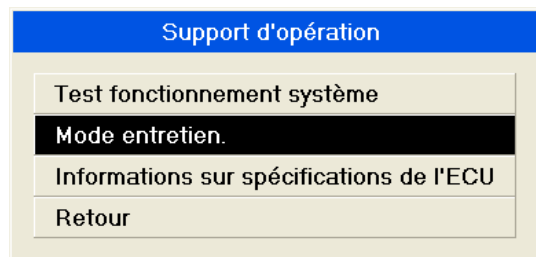 Support d'opération
Test fonctionnement système
Mode entretien.
Informations sur spécifications de l'ECU
Retour